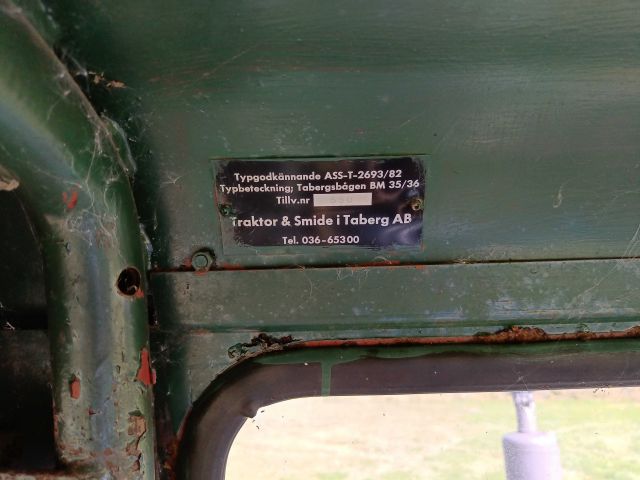 Typgodkännande ASS-T-2693/82
Typbeteckning; Tabergsbågen BM 35/36
Tillv.nr
Traktor & Smide i Taberg AB
Tel. 036-65300